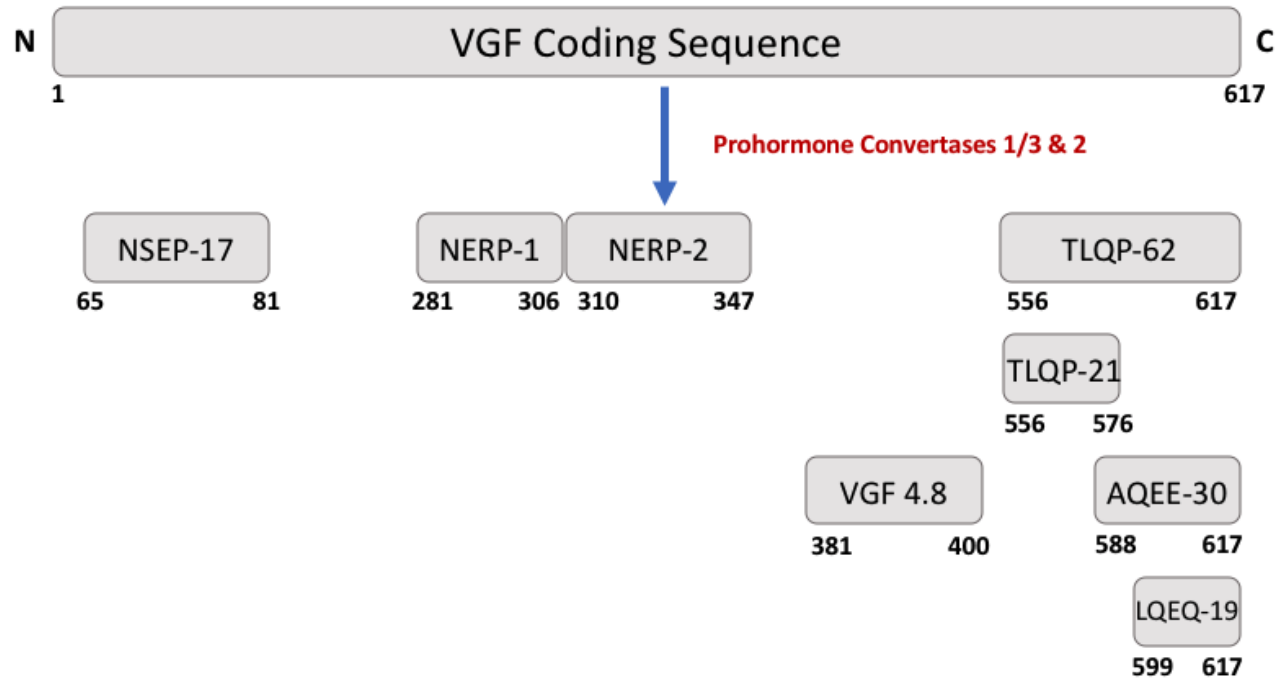 N VGF Coding Sequence C
1 617
Prohormone Convertases 1/3 & 2
NSEP-17 NERP-1 NERP-2 TLQP-62
65 81 281 306 310 347 556 617
TLQP-21
556 576
VGF 4.8 AQEE-30
381 400 588 617
LQEQ-19
599 617